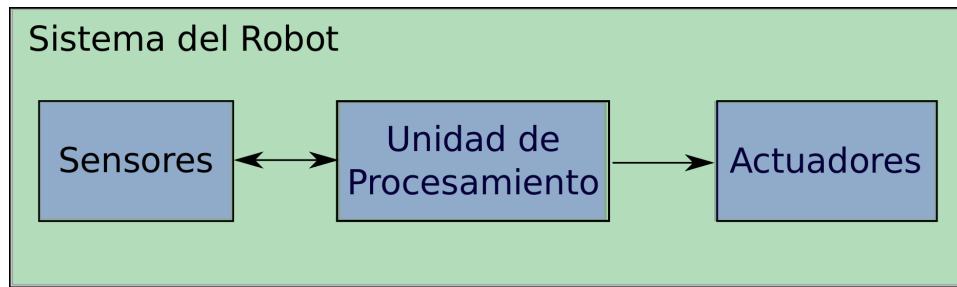 Sistema del Robot
Sensores
Unidad de
Procesamiento
Actuadores